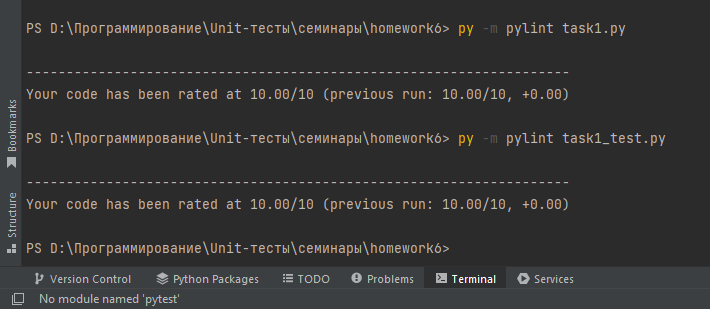 PS D:\Программирование\Unit-тесты\семинары\homework6> py -m pylint task1.py
--------------------------------------------------------------------
Your code has been rated at 10.00/10 (previous run: 10.00/10, +0.00)
PS D:\Программирование\Unit-тесты\семинары\homework6> py -m pylint task1_test.py
--------------------------------------------------------------------
Your code has been rated at 10.00/10 (previous run: 10.00/10, +0.00)
PS D:\Программирование\Unit-тесты\семинары\homework6>
Bookmarks
Structure
Version Control Python Packages TODO Problems Terminal Services
No module named 'pytest'